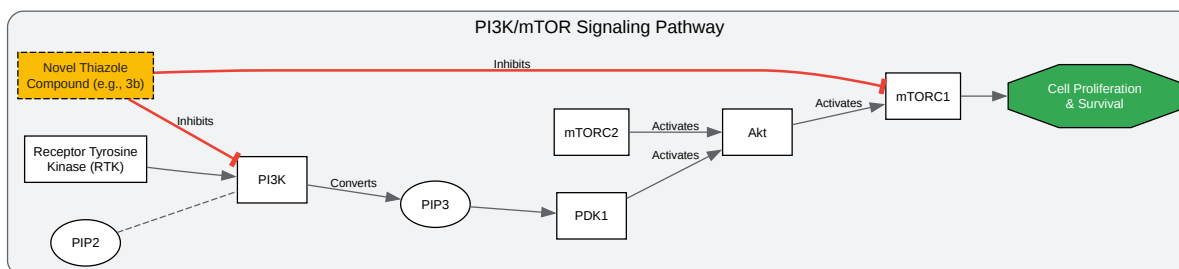 PI3K/mTOR Signaling Pathway
Novel Thiazole
Compound (e.g., 3b)
Inhibits
Inhibits
mTORC1
Cell Proliferation
& Survival
Activates
mTORC2
Activates
Akt
Activates
Receptor Tyrosine
Kinase (RTK)
PI3K
Converts
PIP3
PDK1
PIP2